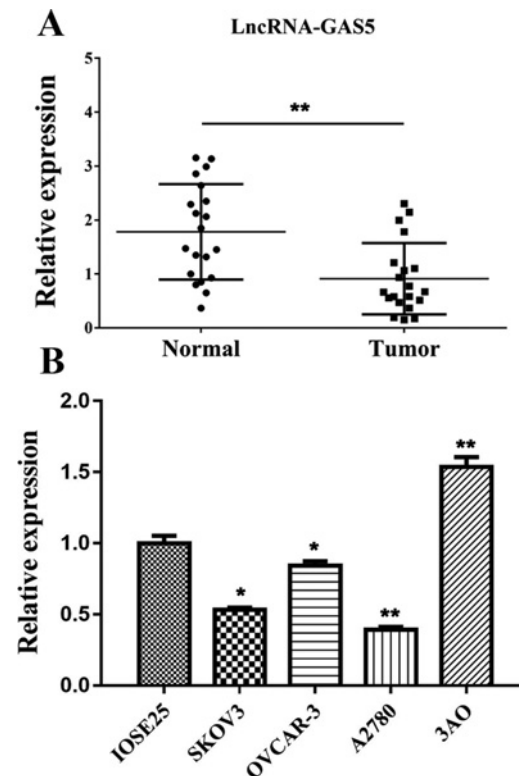 A
LncRNA-GAS5
Relative expression
5
4
3
2
1
0
**
Normal
Tumor
B
Relative expression
2.0
1.5
1.0
0.5
0.0
*
*
**
**
IOSE25
SKOV3
OVCAR-3
A2780
3AO